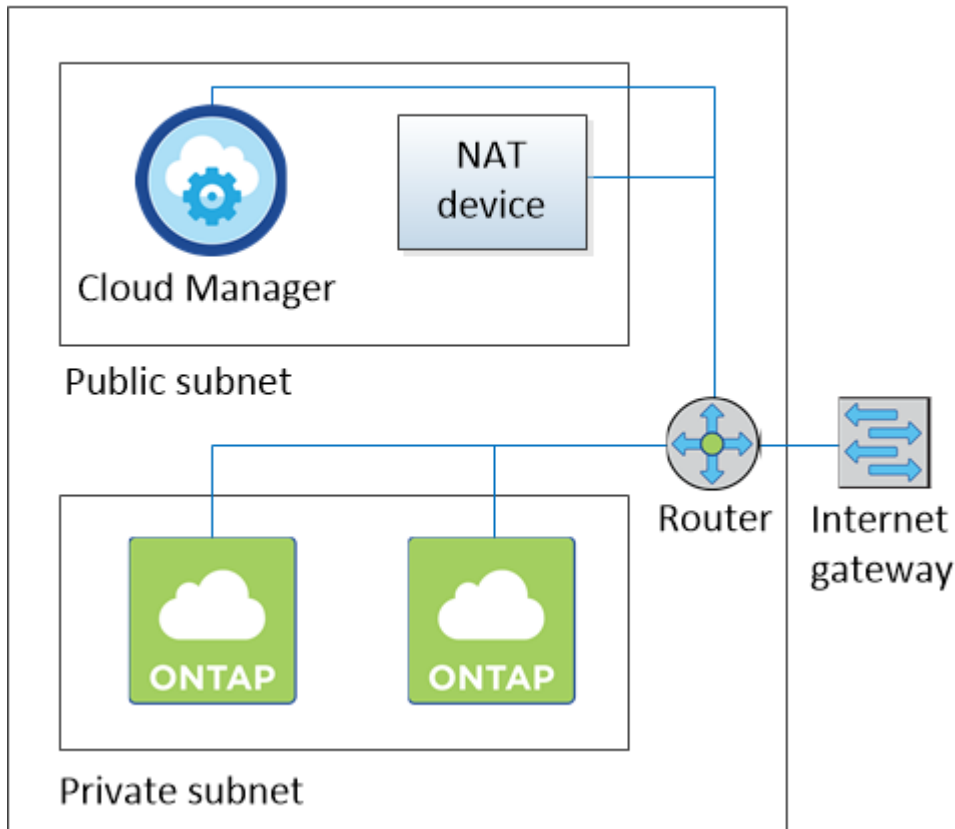 NAT
device
Cloud Manager
Public subnet
Router
Internet
gateway
ONTAP
ONTAP
Private subnet